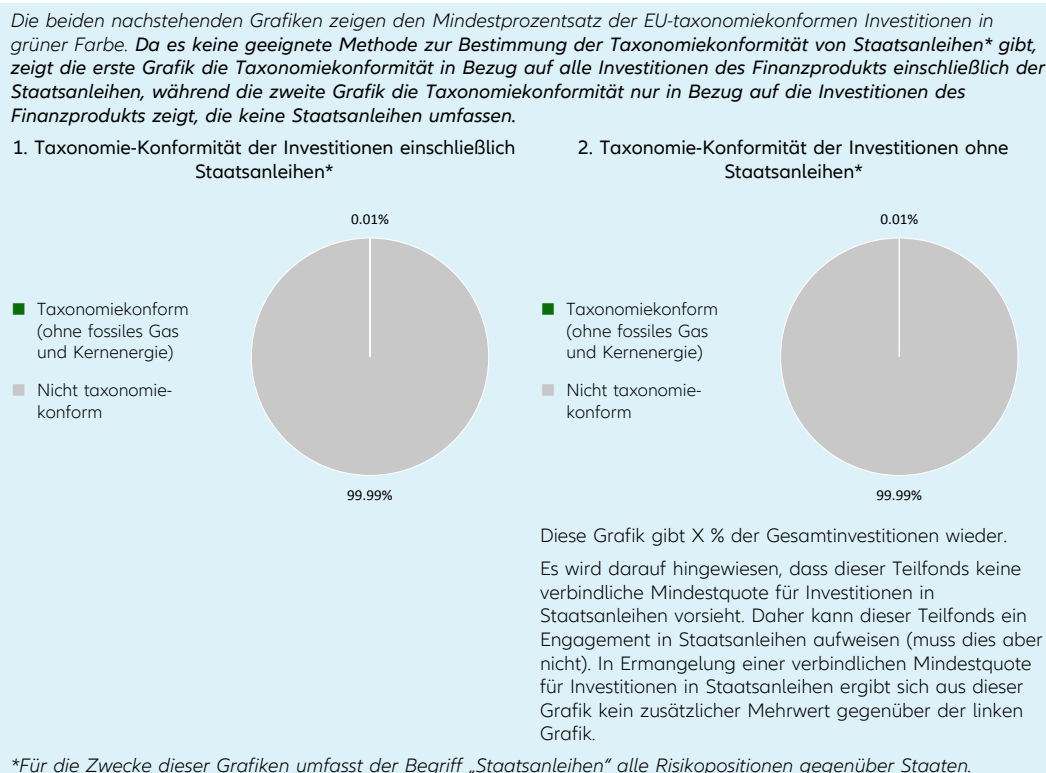 Die beiden nachstehenden Grafiken zeigen den Mindestprozentsatz der EU-taxonomiekonformen Investitionen in
grüner Farbe. Da es keine geeignete Methode zur Bestimmung der Taxonomiekonformität von Staatsanleihen* gibt,
zeigt die erste Grafik die Taxonomiekonformität in Bezug auf alle Investitionen des Finanzprodukts einschließlich der
Staatsanleihen, während die zweite Grafik die Taxonomiekonformität nur in Bezug auf die Investitionen des
Finanzprodukts zeigt, die keine Staatsanleihen umfassen.
1. Taxonomie-Konformität der Investitionen einschließlich
Staatsanleihen*
0.01%
Taxonomiekonform
(ohne fossiles Gas
und Kernenergie)
Nicht taxonomie-
konform
99.99%
2. Taxonomie-Konformität der Investitionen ohne
Staatsanleihen*
0.01%
Taxonomiekonform
(ohne fossiles Gas
und Kernenergie)
Nicht taxonomie-
konform
99.99%
Diese Grafik gibt X % der Gesamtinvestitionen wieder.
Es wird darauf hingewiesen, dass dieser Teilfonds keine
verbindliche Mindestquote für Investitionen in
Staatsanleihen vorsieht. Daher kann dieser Teilfonds ein
Engagement in Staatsanleihen aufweisen (muss dies aber
nicht). In Ermangelung einer verbindlichen Mindestquote
für Investitionen in Staatsanleihen ergibt sich aus dieser
Grafik kein zusätzlicher Mehrwert gegenüber der linken
Grafik.
*Für die Zwecke dieser Grafiken umfasst der Begriff „Staatsanleihen“ alle Risikopositionen gegenüber Staaten.